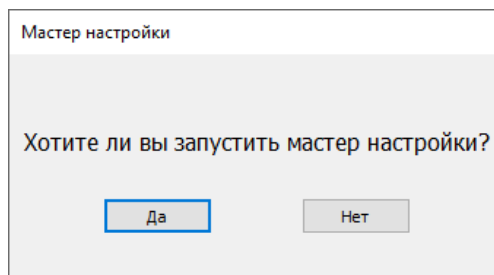 Мастер настройки
Хотите ли вы запустить мастер настройки?
Да
Нет